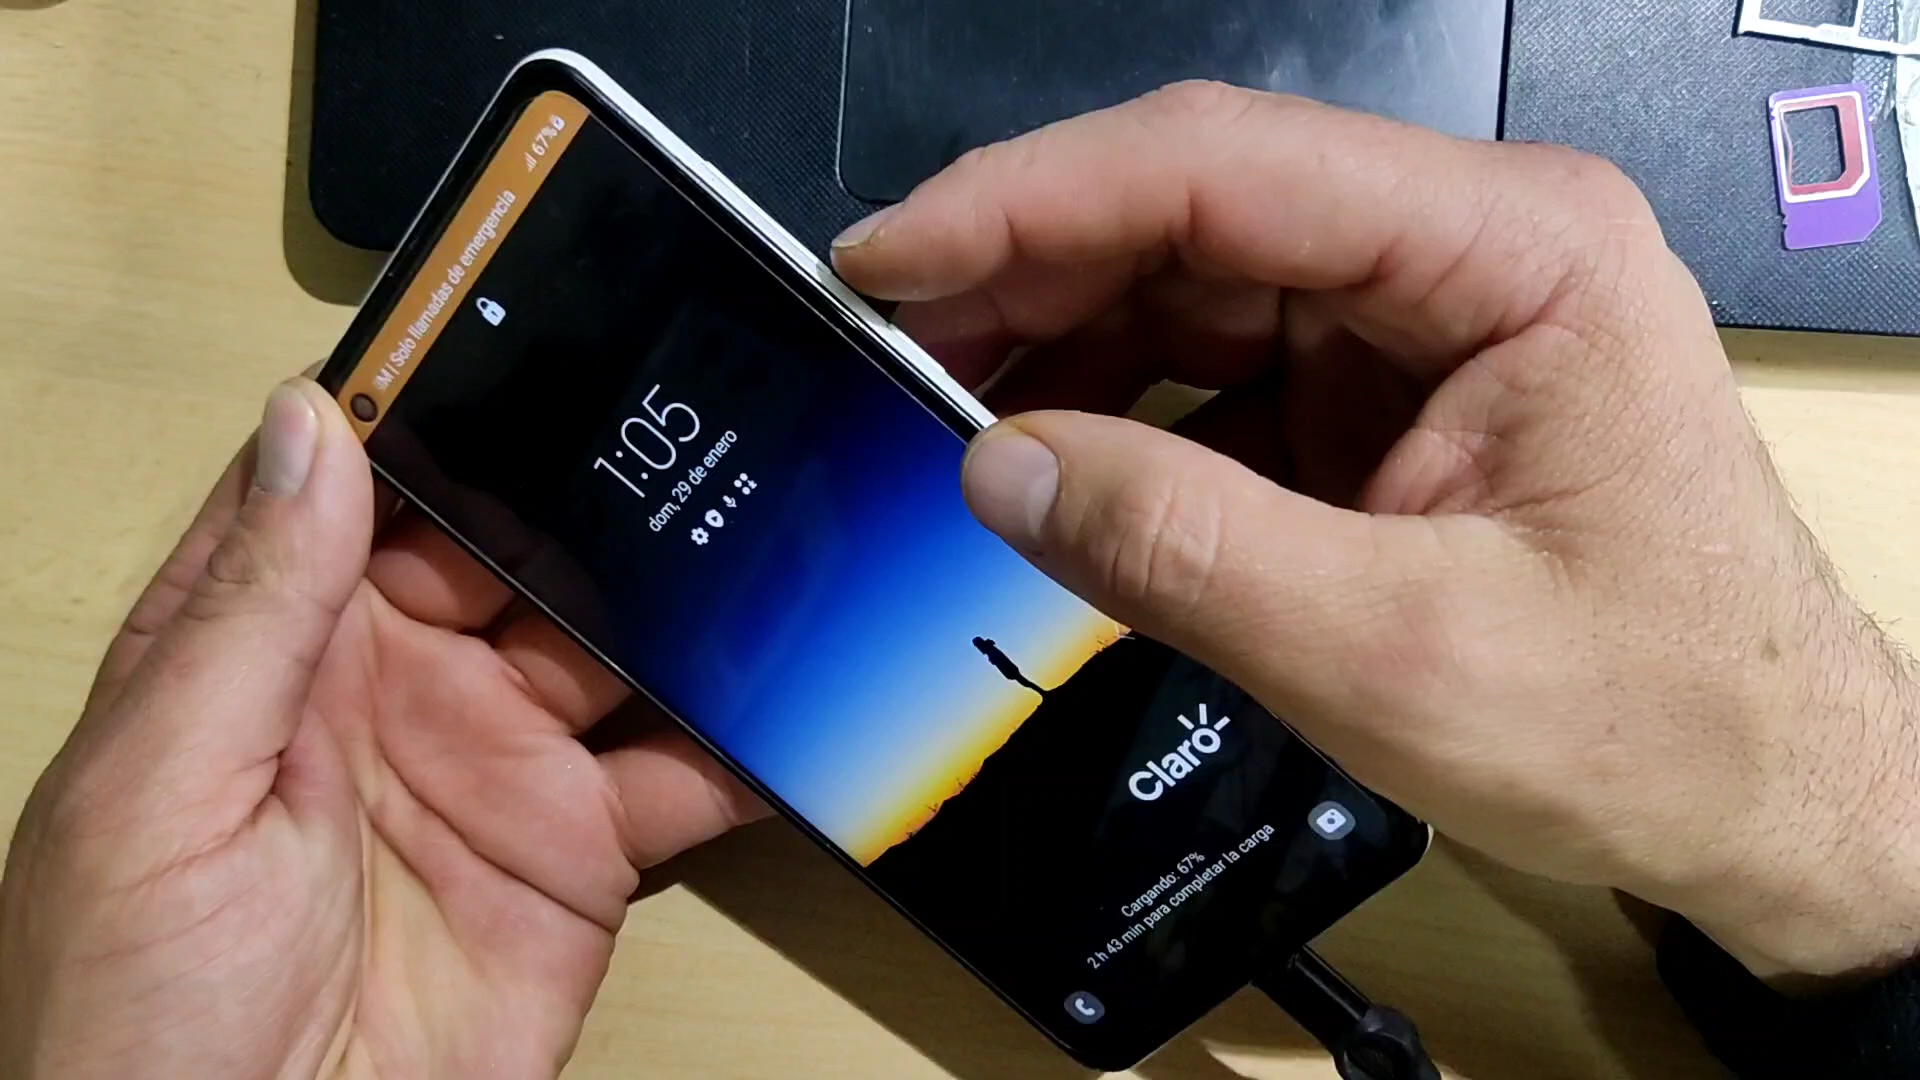 Solo llamadas de emergencia
67%
1:05
dom, 29 de enero
Claro
Cargando: 67%
2 h 43 min para completar la carga